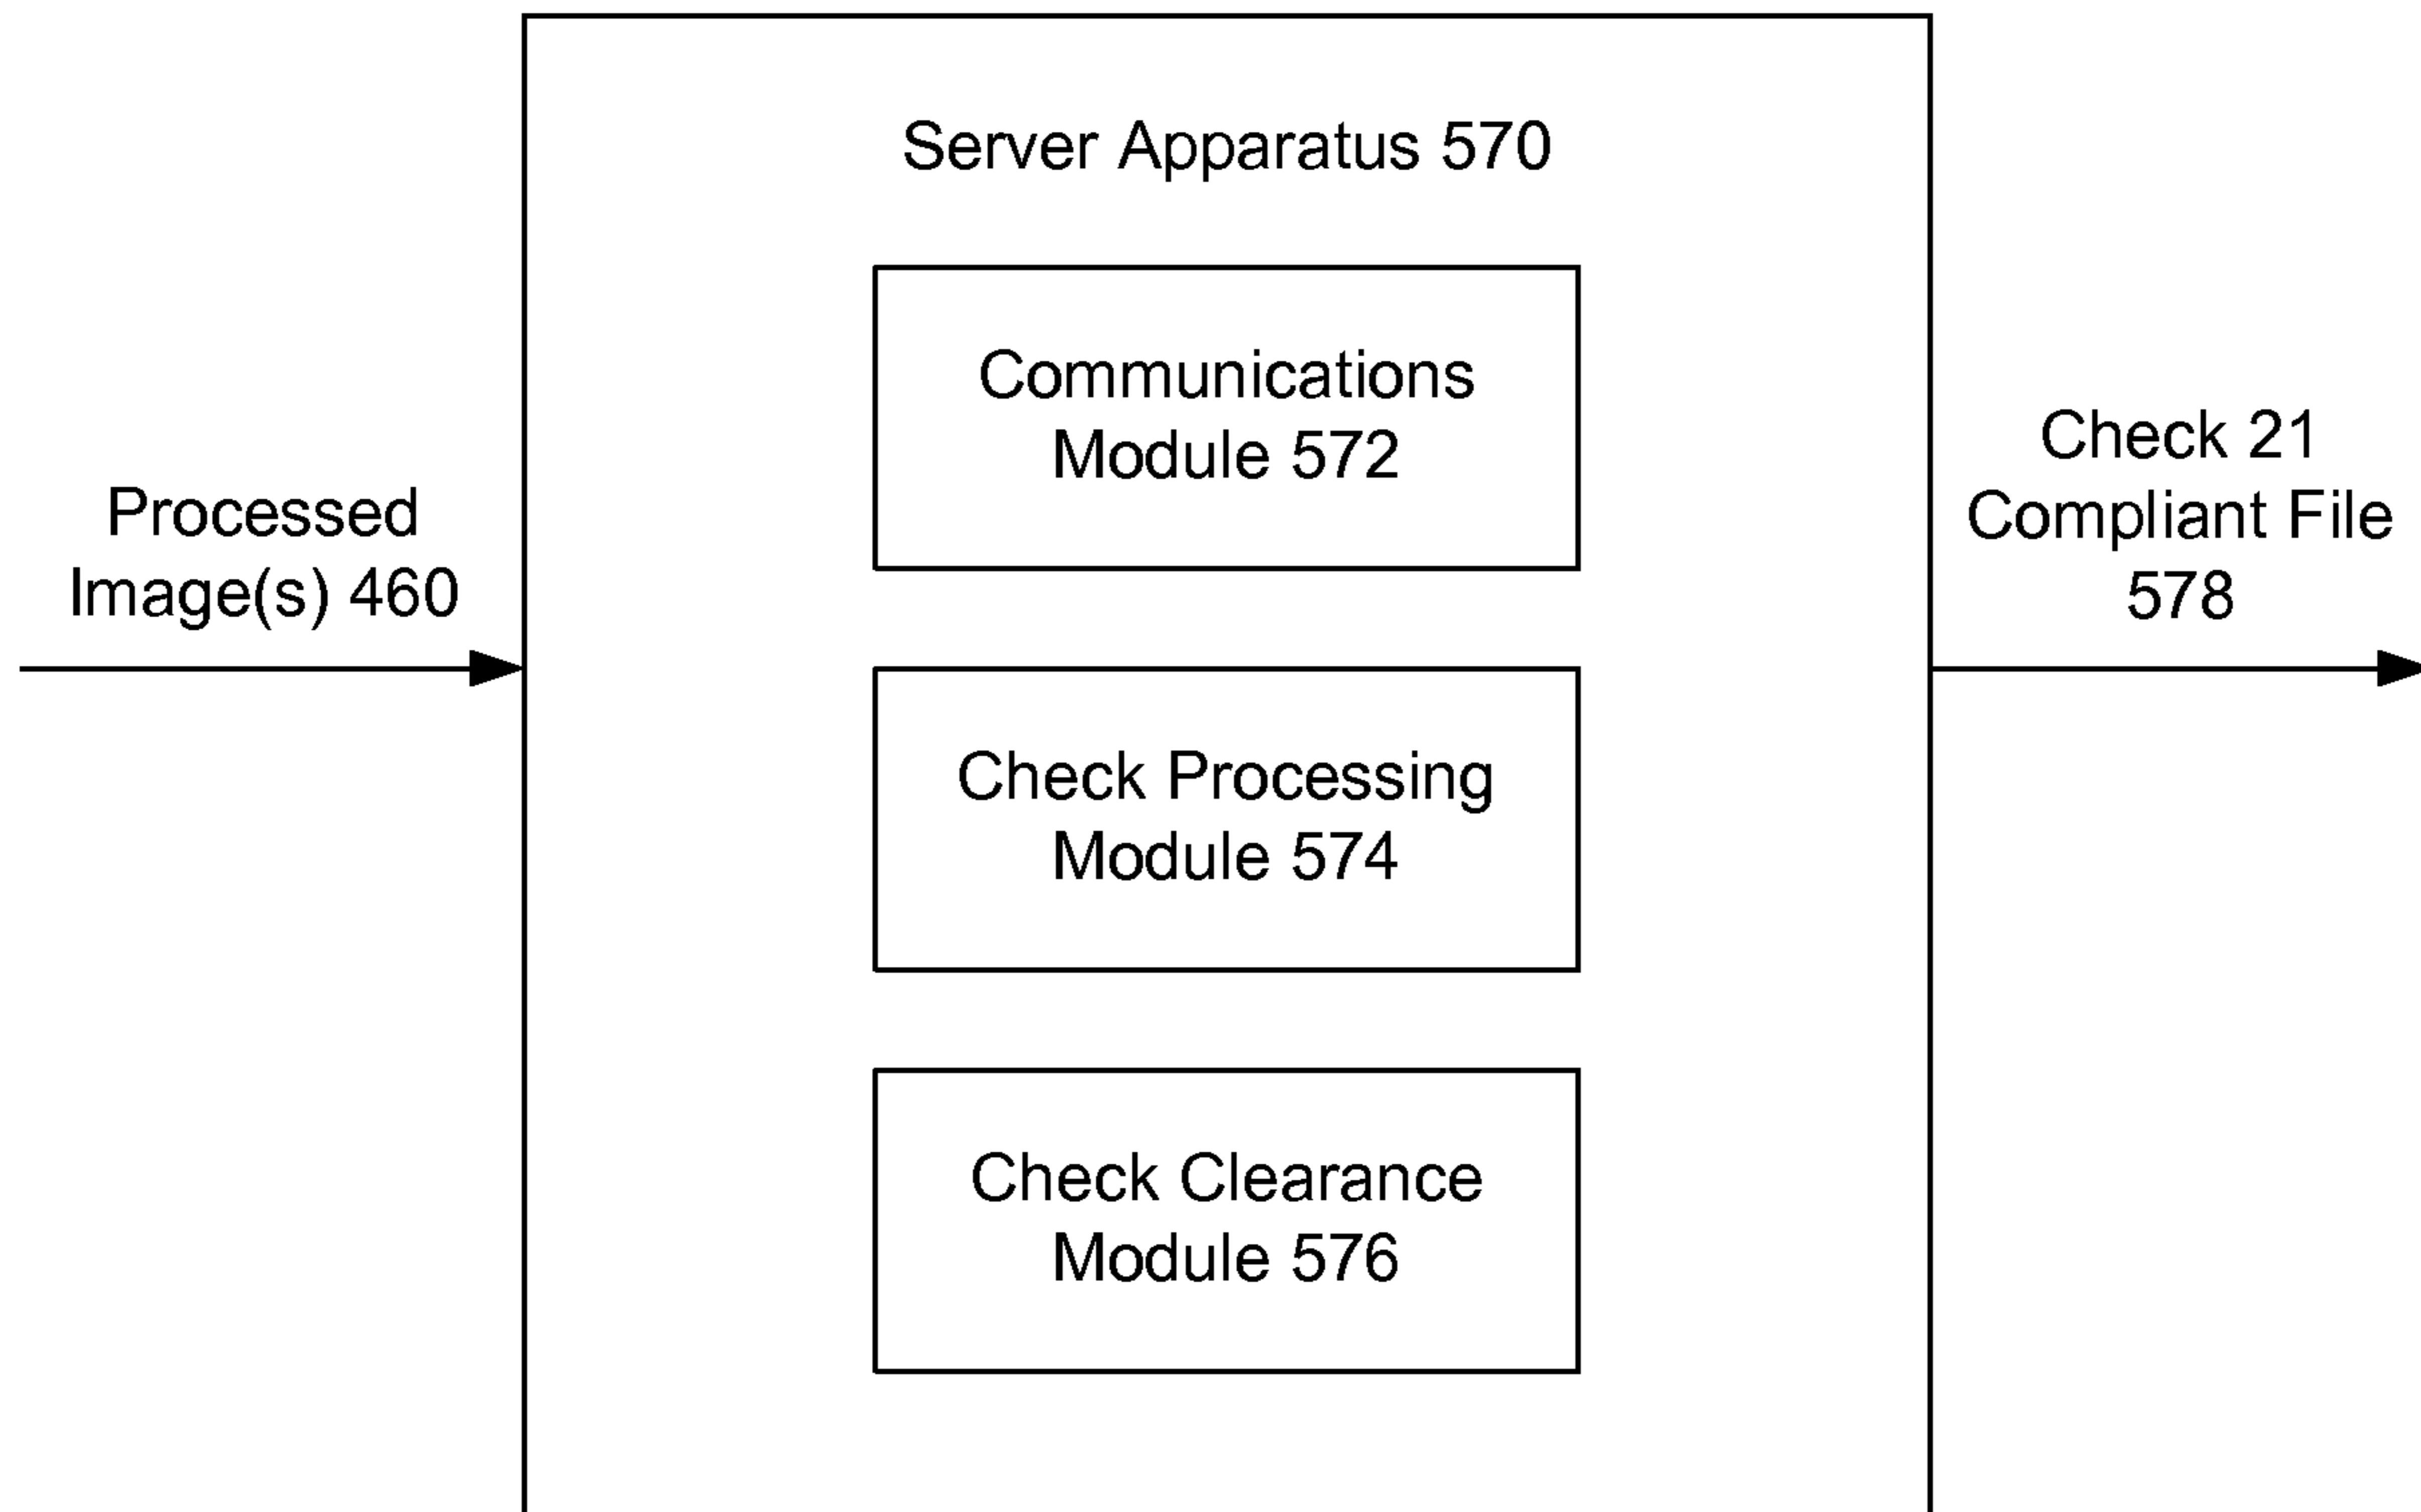 Server Apparatus 570
Communications
Module 572
Processed
Image(s) 460
Check 21
Compliant File
578
Check Processing
Module 574
Check Clearance
Module 576